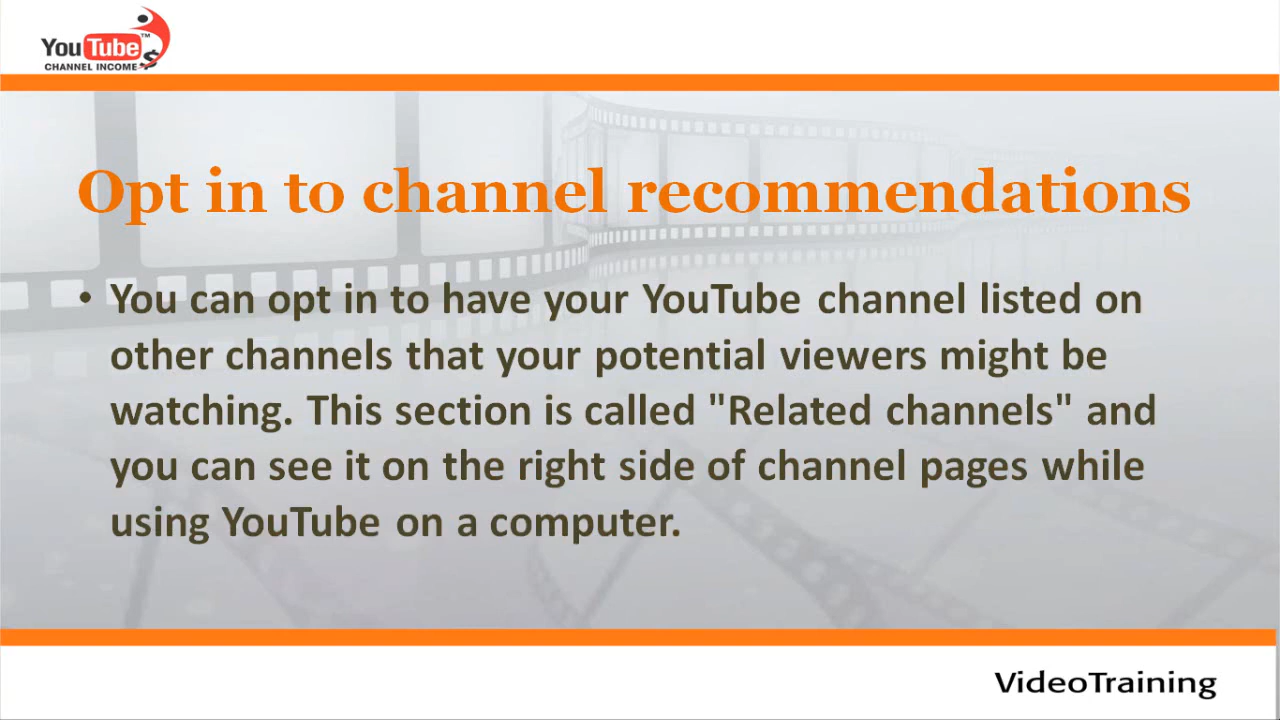 YouTube™
CHANNEL INCOME
Opt in to channel recommendations
• You can opt in to have your YouTube channel listed on
other channels that your potential viewers might be
watching. This section is called "Related channels" and
you can see it on the right side of channel pages while
using YouTube on a computer.
VideoTraining